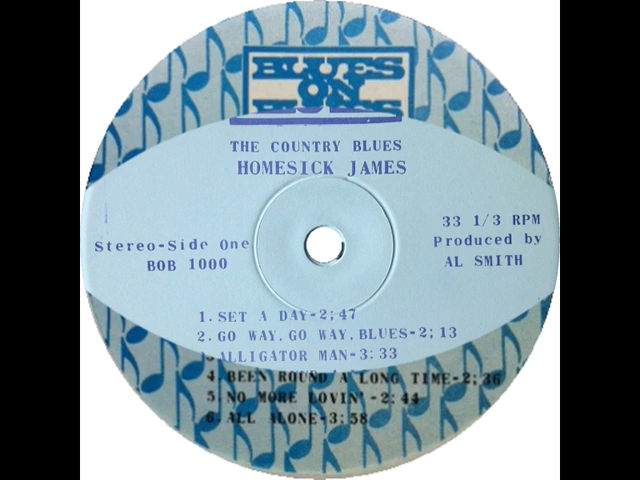 BLUES
ON
BLUES
THE COUNTRY BLUES
HOMESICK JAMES
Stereo-Side One
BOB 1000
33 1/3 RPM
Produced by
AL SMITH
1. SET A DAY-2;47
2. GO WAY, GO WAY, BLUES-2; 13
3 ALLIGATOR MAN-3: 33
4. BEEN ROUND A LONG TIME-2; 36
5 NO MORE LOVIN'-2: 44
6. ALL ALONE-3: 58